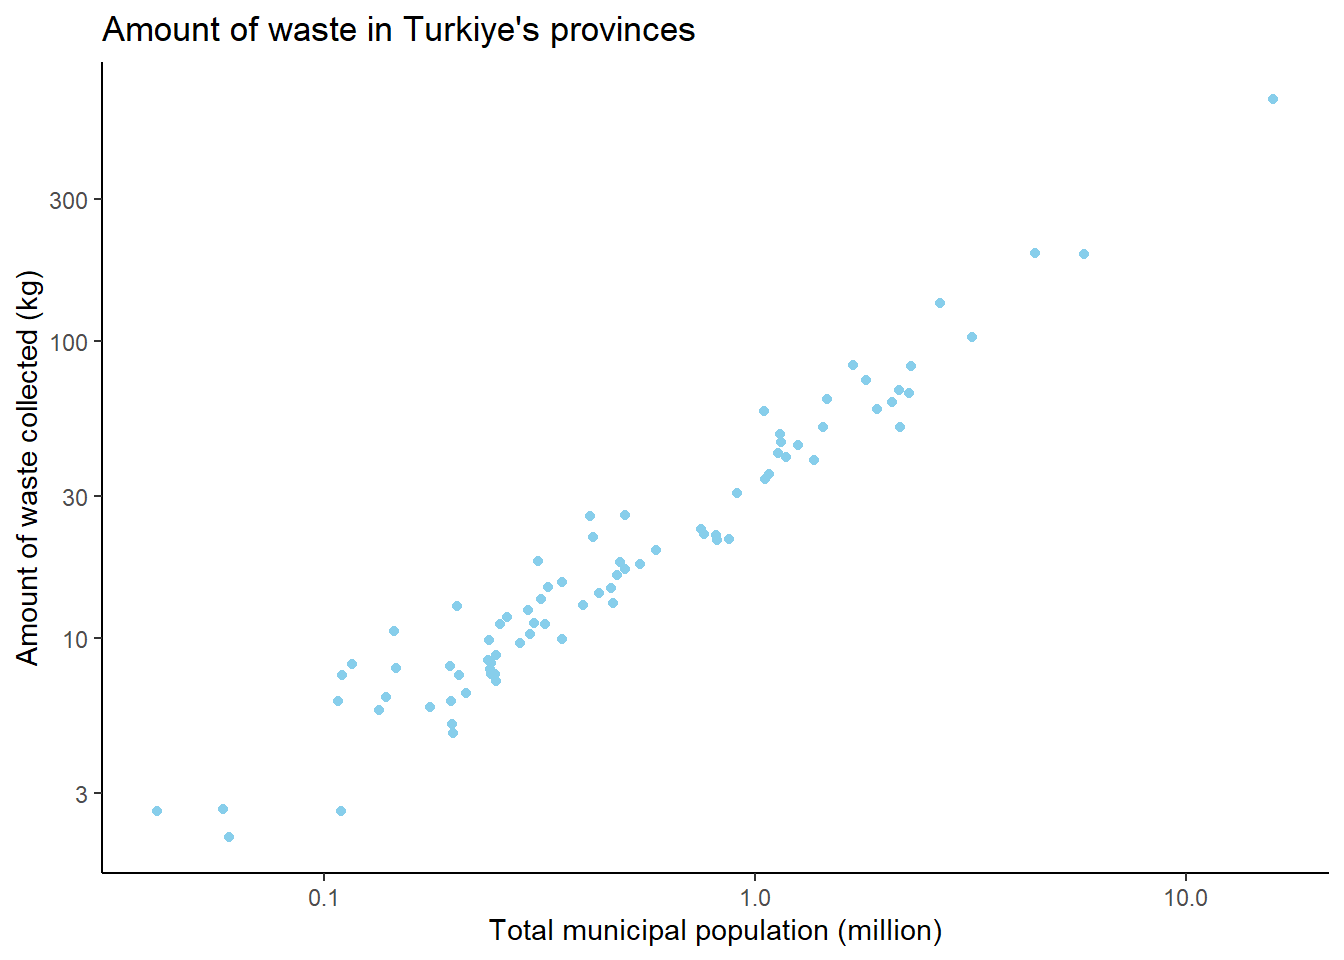 Amount of waste in Turkiye's provinces
Amount of waste collected (kg)
300
100
30
10
3
0.1
1.0
10.0
Total municipal population (million)